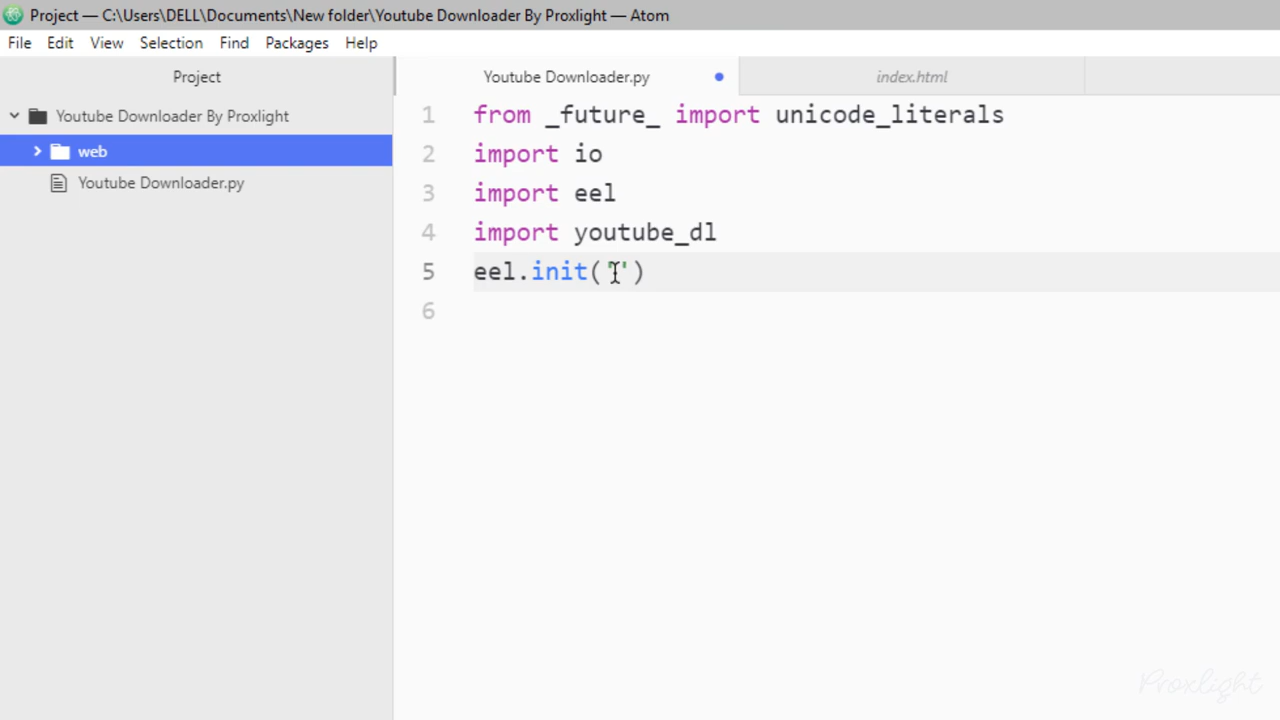 Project — C:\Users\DELL\Documents\New folder\Youtube Downloader By Proxlight — Atom
File Edit View Selection Find Packages Help
Project
Youtube Downloader By Proxlight
web
Youtube Downloader.py
Youtube Downloader.py index.html
1 from _future_ import unicode_literals
2 import io
3 import eel
4 import youtube_dl
5 eel.init('')
6
Proxlight